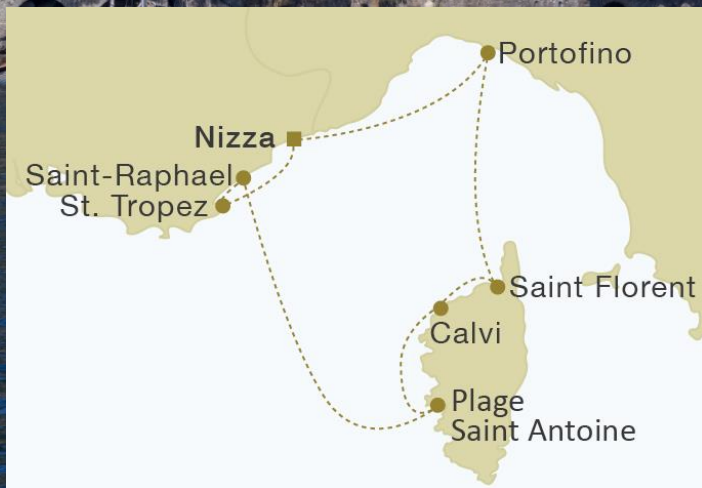 Portofino
Nizza
Saint-Raphael
St. Tropez
Saint Florent
Calvi
Plage
Saint Antoine